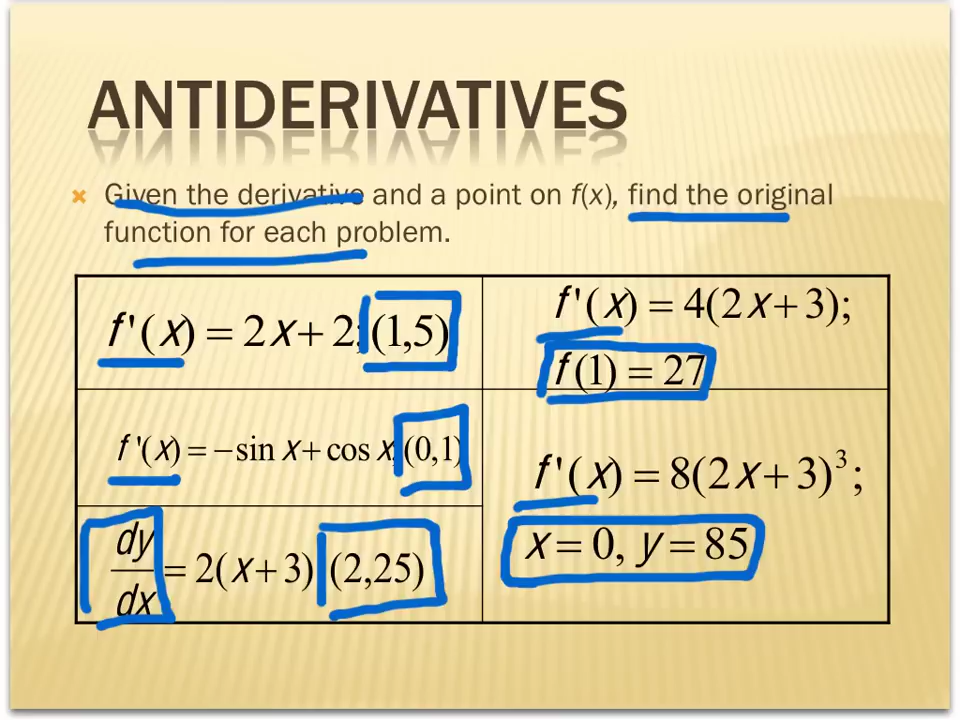 ANTIDERIVATIVES
Given the derivative and a point on f(x), find the original
function for each problem.
f'(x) = 2x + 2; (1,5)
f'(x) = 4(2x + 3);
f(1) = 27
f'(x) = −sin x + cos x; (0,1)
f'(x) = 8(2x + 3)³;
x = 0, y = 85
dy/dx = 2(x + 3) (2,25)